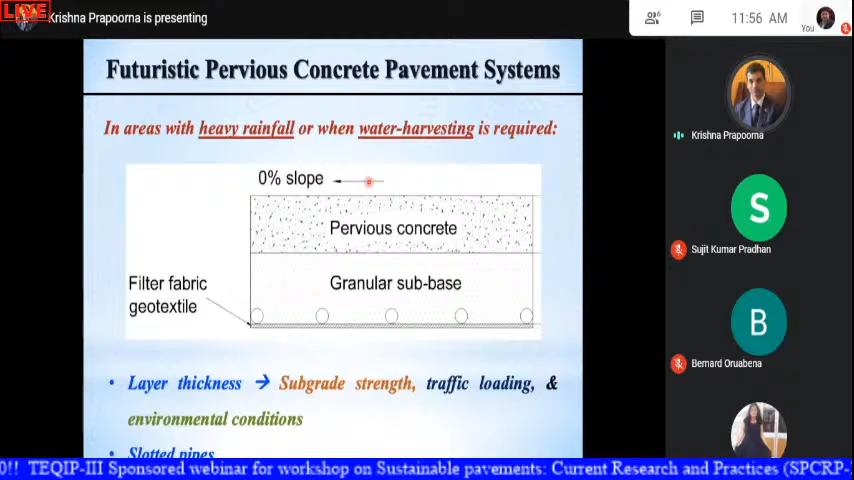 LIVE
Krishna Prapoorna is presenting
6
11:56 AM
You
Futuristic Pervious Concrete Pavement Systems
In areas with heavy rainfall or when water-harvesting is required:
0% slope
Pervious concrete
Filter fabric
geotextile
Granular sub-base
• Layer thickness → Subgrade strength, traffic loading, &
environmental conditions
• Slotted pipes
Krishna Prapoorna
S
Sujit Kumar Pradhan
B
Bernard Oruabena
0!! TEQIP-III Sponsored webinar for workshop on Sustainable pavements: Current Research and Practices (SPCRP-